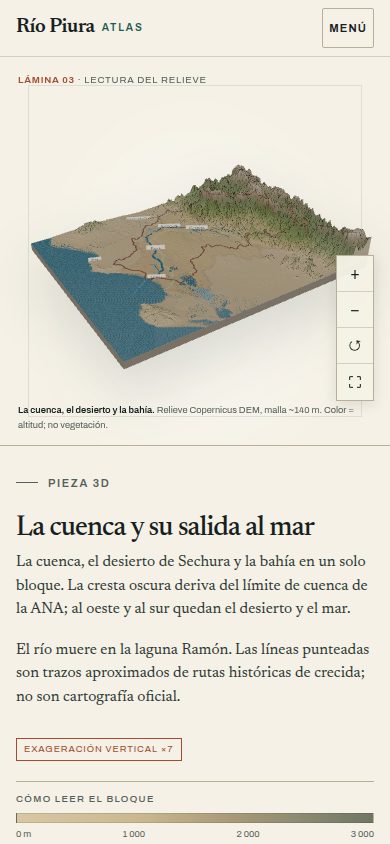 Río Piura ATLAS
MENÚ
LÁMINA 03 · LECTURA DEL RELIEVE
+
−
La cuenca, el desierto y la bahía. Relieve Copernicus DEM, malla ~140 m. Color =
altitud; no vegetación.
PIEZA 3D
La cuenca y su salida al mar
La cuenca, el desierto de Sechura y la bahía en un solo
bloque. La cresta oscura deriva del límite de cuenca de
la ANA; al oeste y al sur quedan el desierto y el mar.
El río muere en la laguna Ramón. Las líneas punteadas
son trazos aproximados de rutas históricas de crecida;
no son cartografía oficial.
EXAGERACIÓN VERTICAL ×7
CÓMO LEER EL BLOQUE
0 m 1 000 2 000 3 000